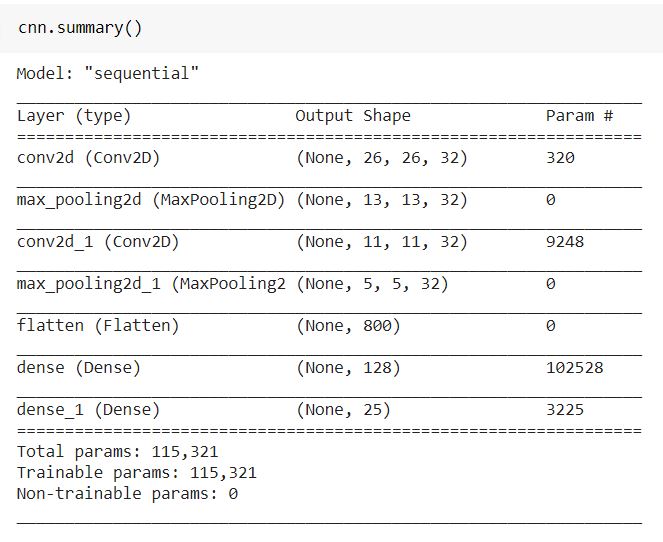 cnn.summary()
Model: "sequential"
Layer (type) Output Shape Param #
conv2d (Conv2D) (None, 26, 26, 32) 320
max_pooling2d (MaxPooling2D) (None, 13, 13, 32) 0
conv2d_1 (Conv2D) (None, 11, 11, 32) 9248
max_pooling2d_1 (MaxPooling2 (None, 5, 5, 32) 0
flatten (Flatten) (None, 800) 0
dense (Dense) (None, 128) 102528
dense_1 (Dense) (None, 25) 3225
Total params: 115,321
Trainable params: 115,321
Non-trainable params: 0